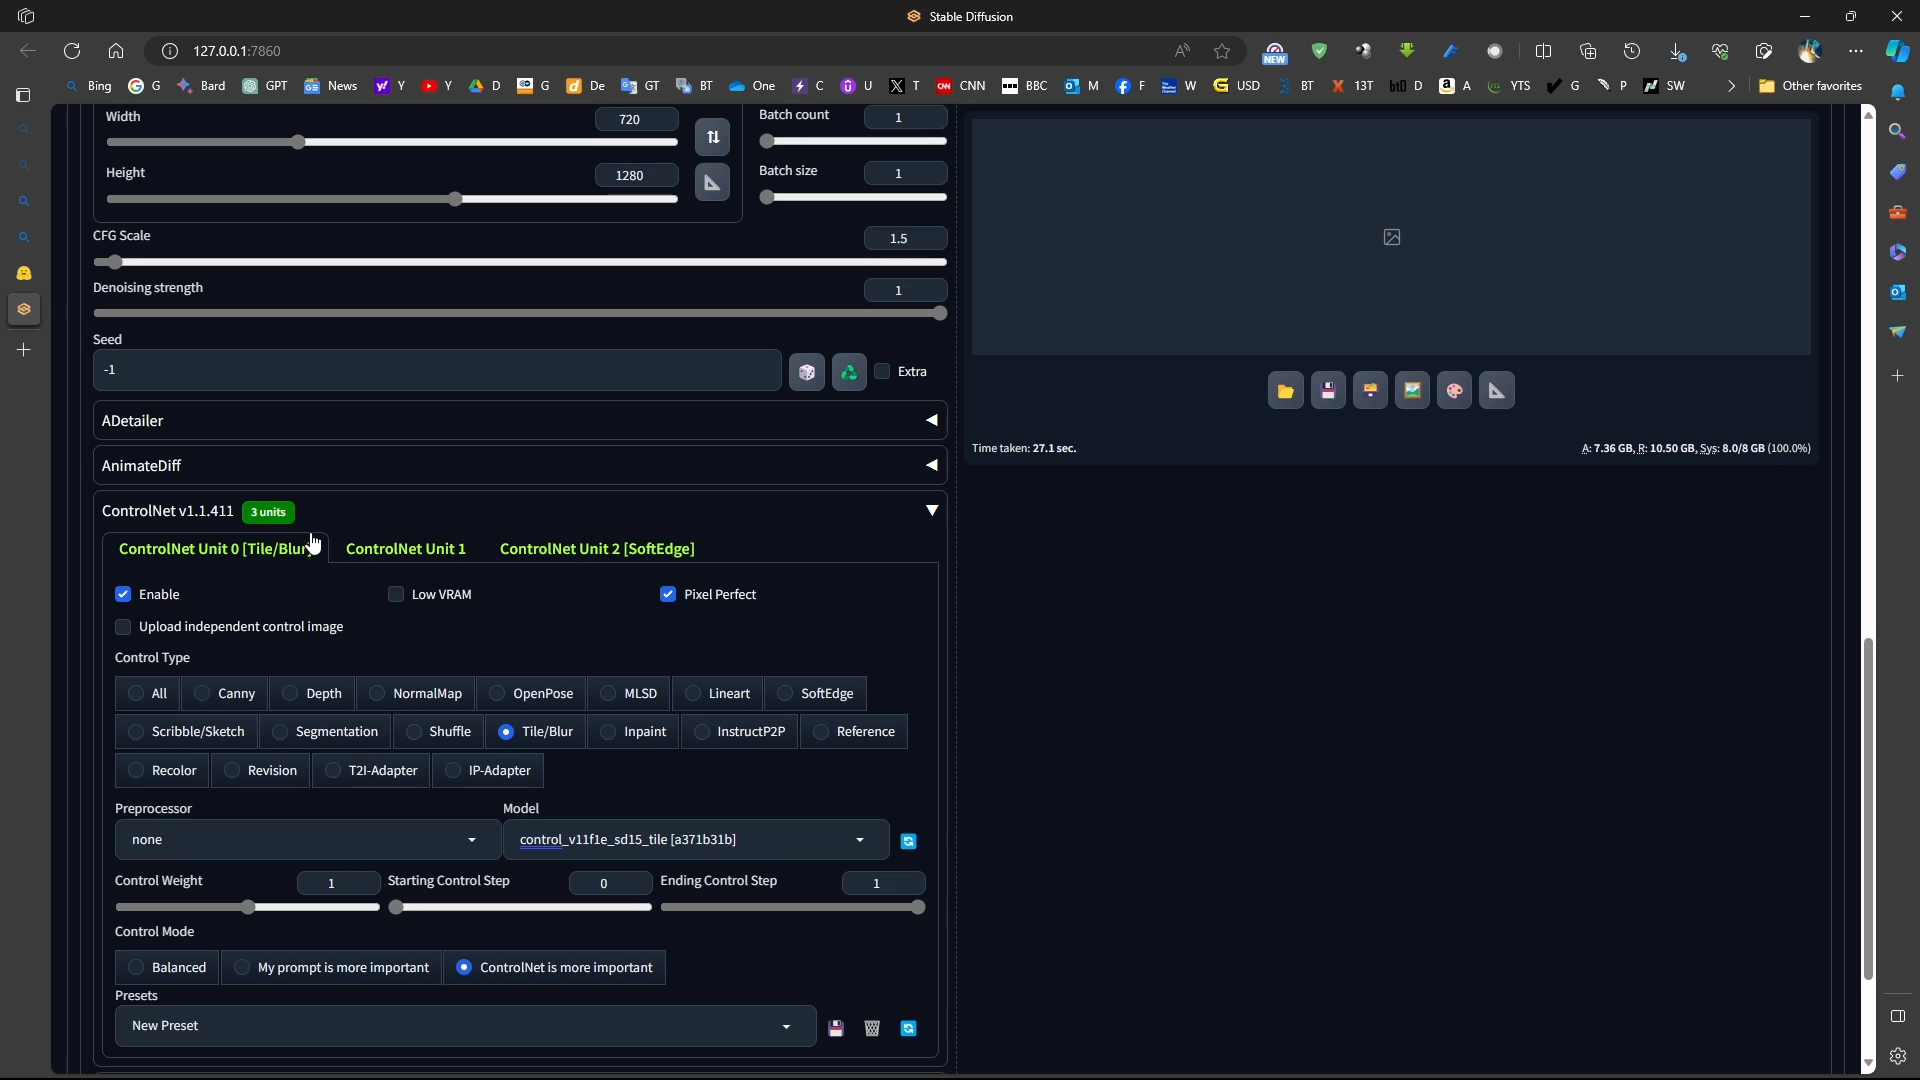 Stable Diffusion
127.0.0.1:7860
NEW
Bing G Bard GPT News Y Y D G De GT BT One C U T CNN BBC M F W USD BT 13T D A YTS G P SW Other favorites
Width 720
Batch count 1
Height 1280
Batch size 1
CFG Scale 1.5
Denoising strength 1
Seed
-1
Extra
ADetailer
AnimateDiff
ControlNet v1.1.411 3 units
ControlNet Unit 0 [Tile/Blur] ControlNet Unit 1 ControlNet Unit 2 [SoftEdge]
Enable Low VRAM Pixel Perfect
Upload independent control image
Control Type
All Canny Depth NormalMap OpenPose MLSD Lineart SoftEdge
Scribble/Sketch Segmentation Shuffle Tile/Blur Inpaint InstructP2P Reference
Recolor Revision T2I-Adapter IP-Adapter
Preprocessor Model
none control_v11f1e_sd15_tile [a371b31b]
Control Weight 1 Starting Control Step 0 Ending Control Step 1
Control Mode
Balanced My prompt is more important ControlNet is more important
Presets
New Preset
Time taken: 27.1 sec.
A: 7.36 GB, R: 10.50 GB, Sys: 8.0/8 GB (100.0%)